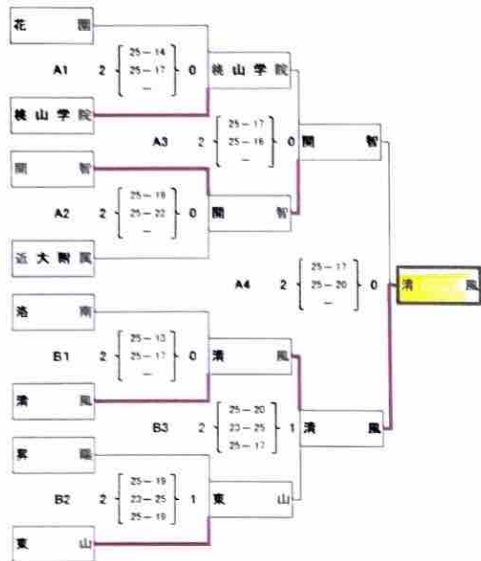 花 園
25-14
A1 2 25-17 0 桃山学院
—
桃山学院
A3 2 25-17 0 開 智
25-16
—
開 智
25-19
A2 2 25-22 0 開 智
—
近大附属
A4 2 25-17 0 清 風
25-20
—
洛 南
25-13
B1 2 25-17 0 清 風
—
清 風
25-20
B3 2 23-25 1 清 風
25-17
25-19
B2 2 23-25 1 東 山
25-19
東 山